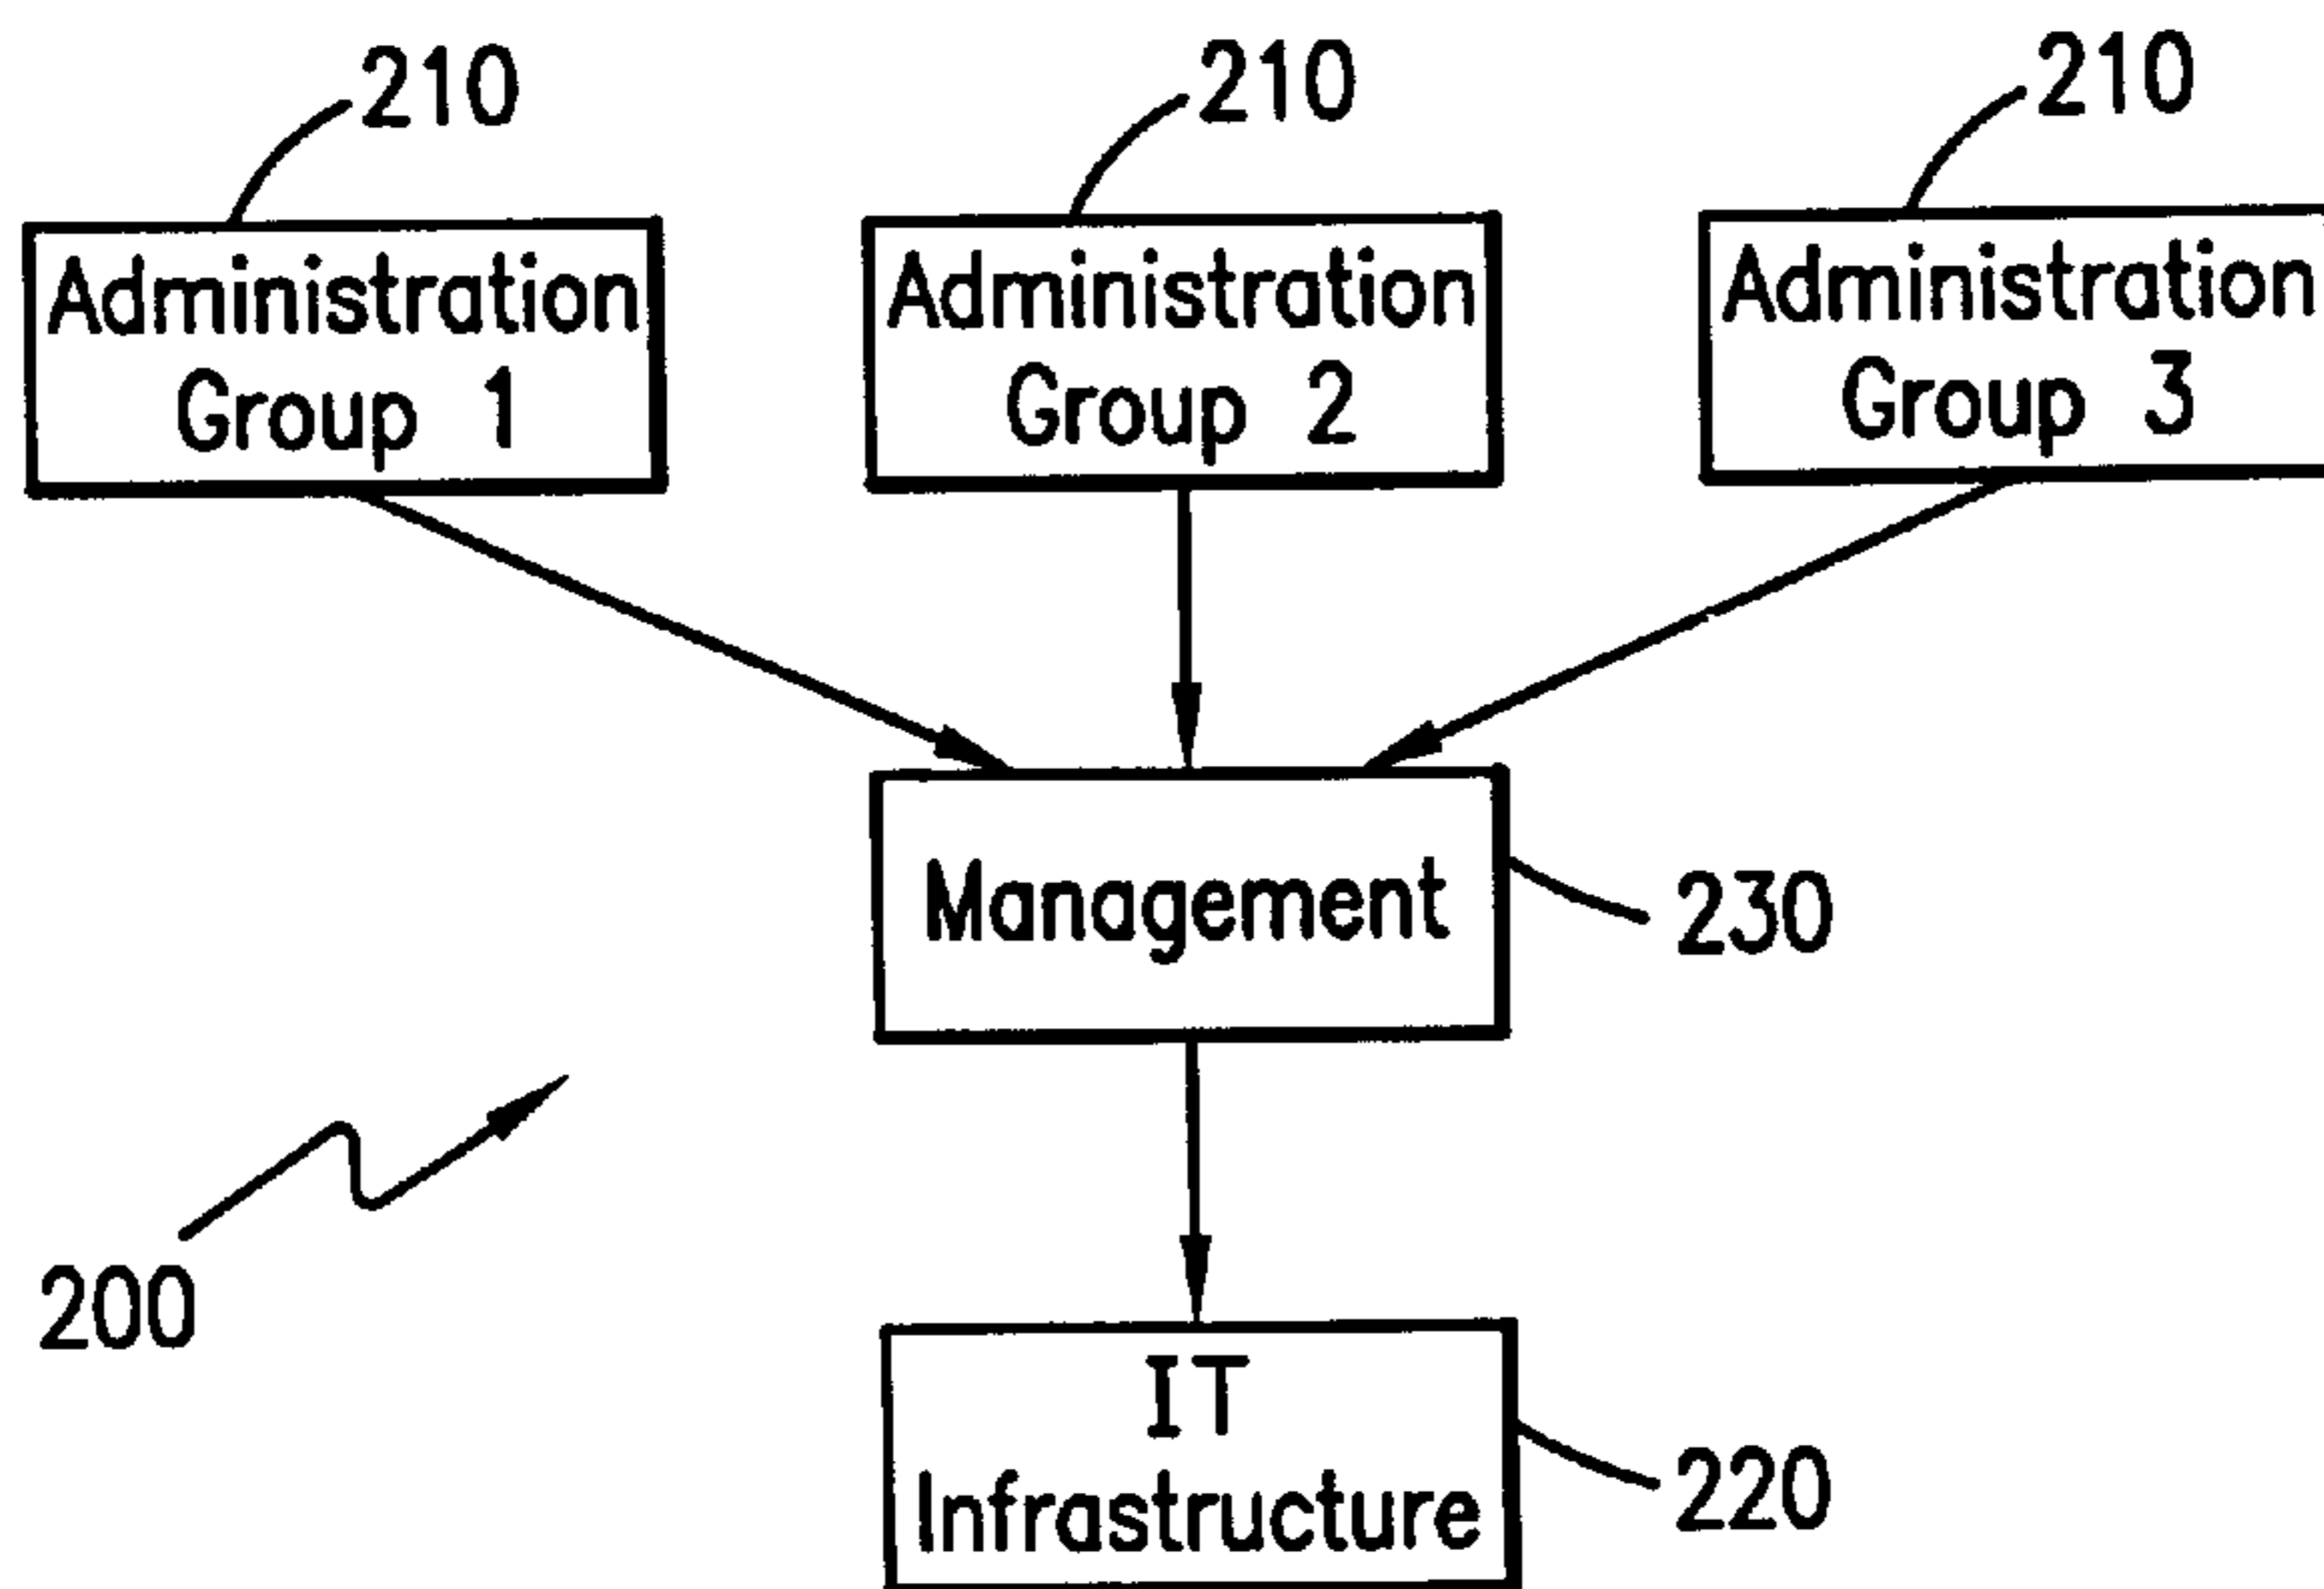 210 210 210
Administration Administration Administration
Group 1 Group 2 Group 3
Management
230
200
IT
Infrastructure
220